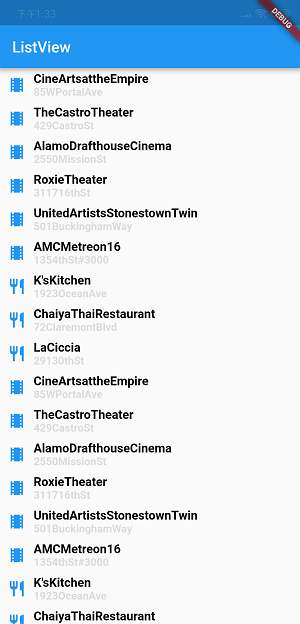 下午1:33
DEBUG
ListView
CineArtsattheEmpire
85WPortalAve
TheCastroTheater
429CastroSt
AlamoDrafthouseCinema
2550MissionSt
RoxieTheater
311716thSt
UnitedArtistsStonestownTwin
501BuckinghamWay
AMCMetreon16
1354thSt#3000
K'sKitchen
1923OceanAve
ChaiyaThaiRestaurant
72ClaremontBlvd
LaCiccia
29130thSt
CineArtsattheEmpire
85WPortalAve
TheCastroTheater
429CastroSt
AlamoDrafthouseCinema
2550MissionSt
RoxieTheater
311716thSt
UnitedArtistsStonestownTwin
501BuckinghamWay
AMCMetreon16
1354thSt#3000
K'sKitchen
1923OceanAve
ChaiyaThaiRestaurant